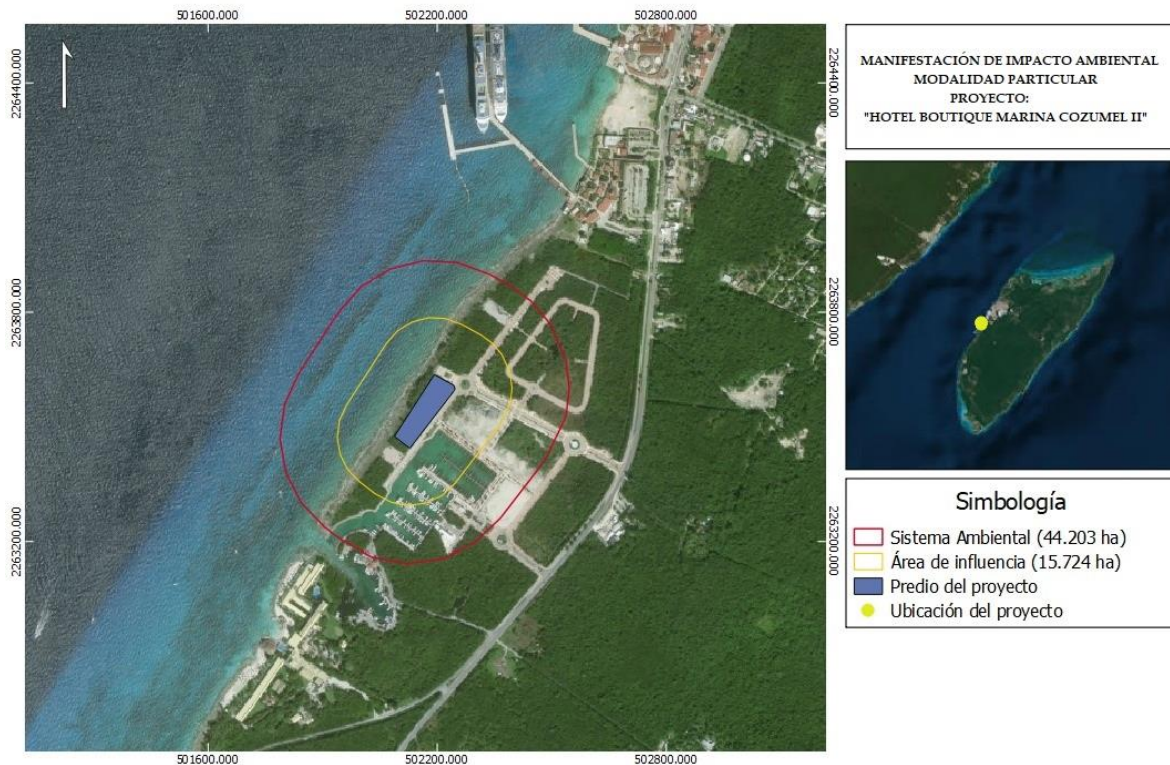 501600.000
502200.000
502800.000
2264400.000
2264400.000
2263800.000
2263800.000
2263200.000
2263200.000
501600.000
502200.000
502800.000
MANIFESTACIÓN DE IMPACTO AMBIENTAL
MODALIDAD PARTICULAR
PROYECTO:
"HOTEL BOUTIQUE MARINA COZUMEL II"
Simbología
Sistema Ambiental (44.203 ha)
Área de influencia (15.724 ha)
Predio del proyecto
Ubicación del proyecto